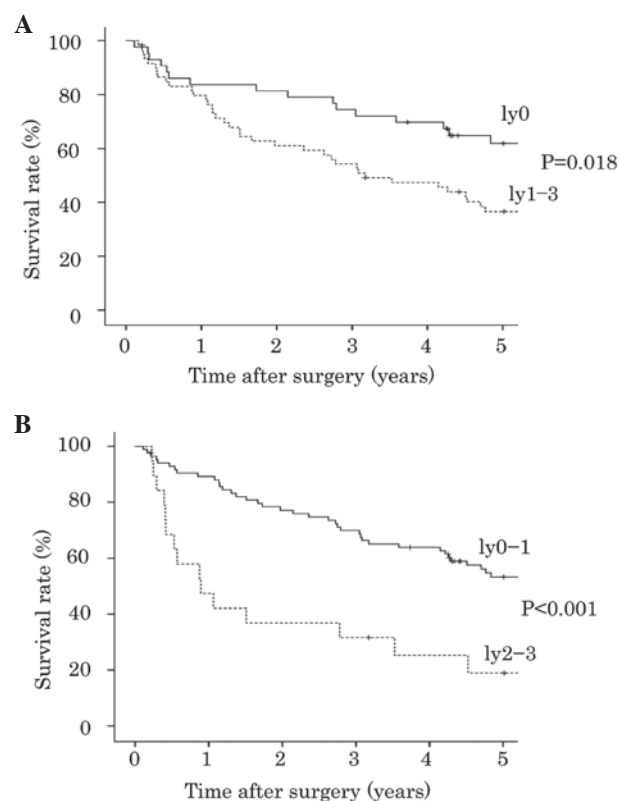 A
100
80
60
40
20
0
Survival rate (%)
ly0
P=0.018
ly1-3
0 1 2 3 4 5
Time after surgery (years)
B
100
80
60
40
20
0
Survival rate (%)
ly0-1
P<0.001
ly2-3
0 1 2 3 4 5
Time after surgery (years)